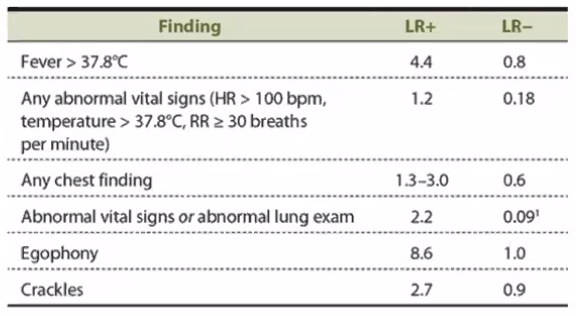 Finding LR+ LR−
Fever > 37.8°C 4.4 0.8
Any abnormal vital signs (HR > 100 bpm, 1.2 0.18
temperature > 37.8°C, RR ≥ 30 breaths
per minute)
Any chest finding 1.3–3.0 0.6
Abnormal vital signs or abnormal lung exam 2.2 0.09¹
Egophony 8.6 1.0
Crackles 2.7 0.9